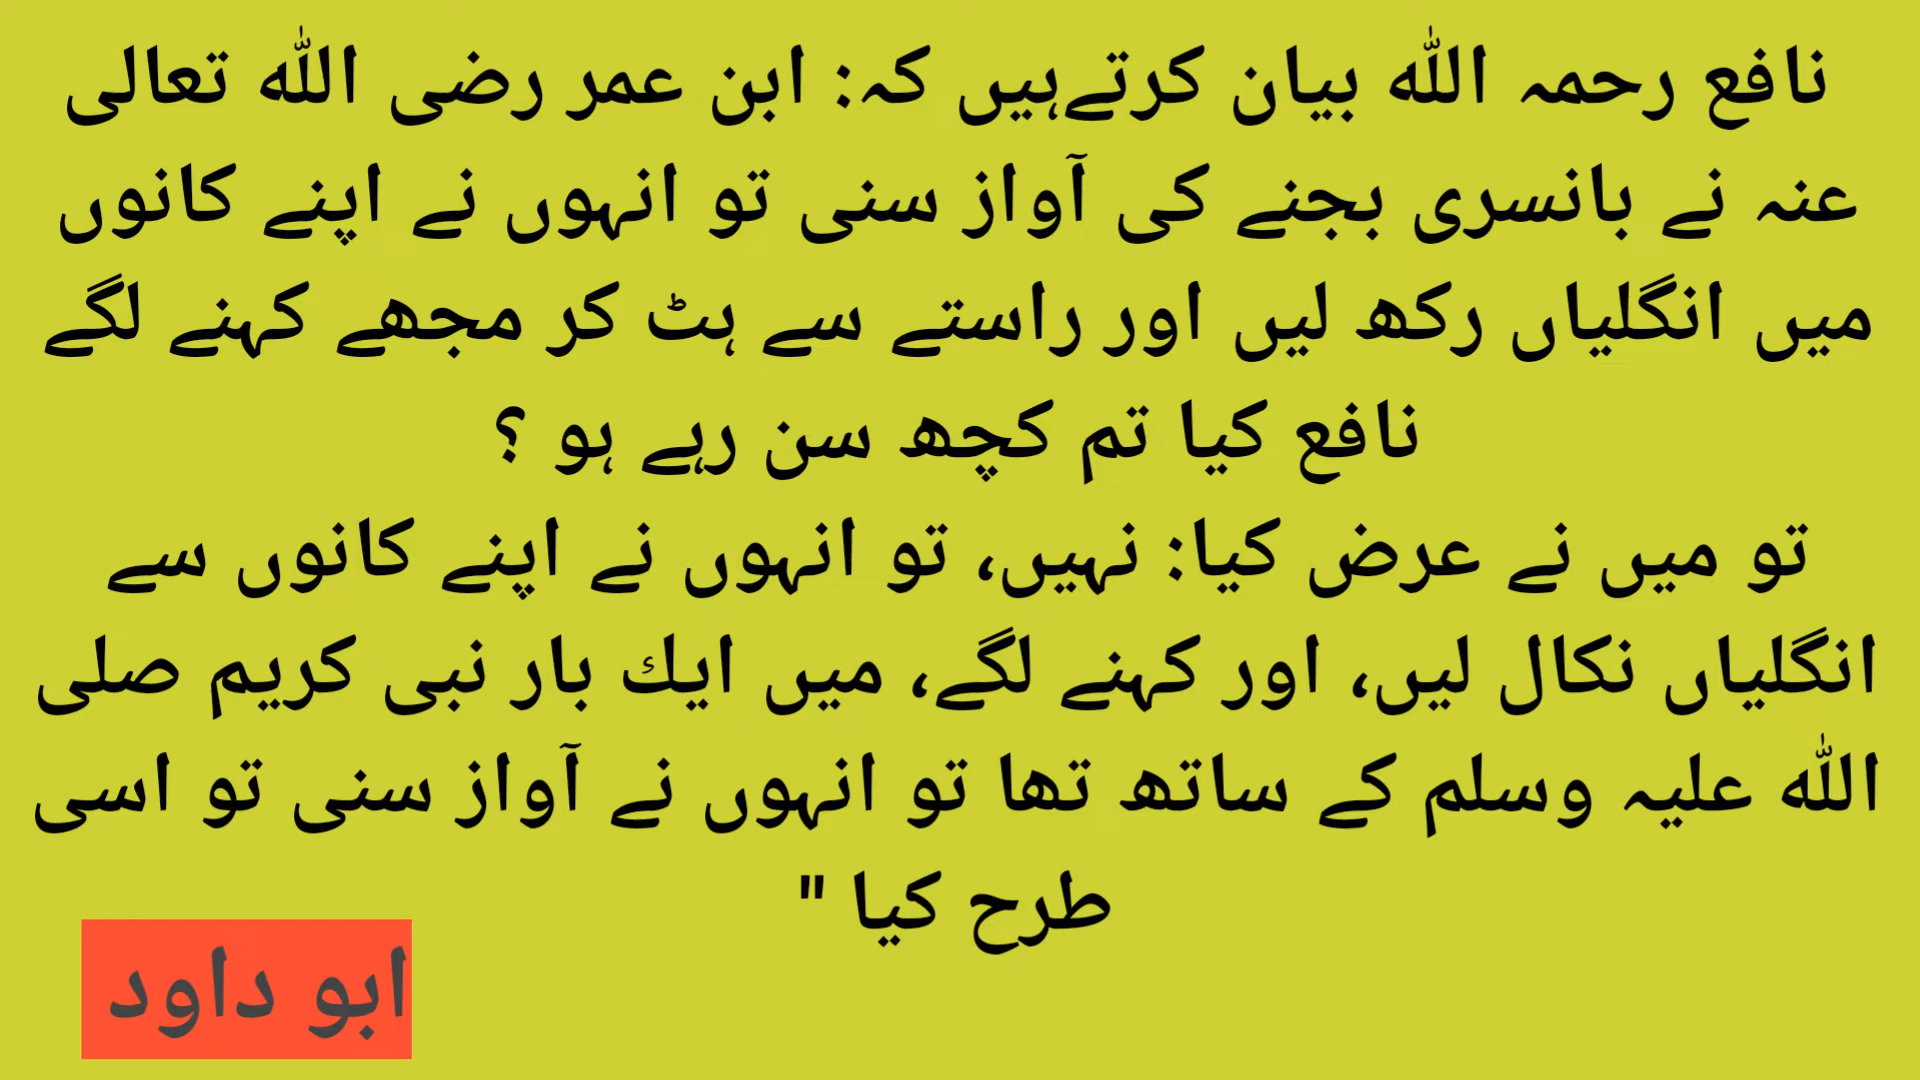 نافع رحمہ اللہ بیان کرتےہیں کہ: ابن عمر رضی اللہ تعالی
عنہ نے بانسری بجنے کی آواز سنی تو انہوں نے اپنے کانوں
میں انگلیاں رکھ لیں اور راستے سے ہٹ کر مجھے کہنے لگے
نافع کیا تم کچھ سن رہے ہو ؟
تو میں نے عرض کیا: نہیں، تو انہوں نے اپنے کانوں سے
انگلیاں نکال لیں، اور کہنے لگے، میں ایك بار نبی کریم صلی
اللہ علیہ وسلم کے ساتھ تھا تو انہوں نے آواز سنی تو اسی
طرح کیا "
ابو داود